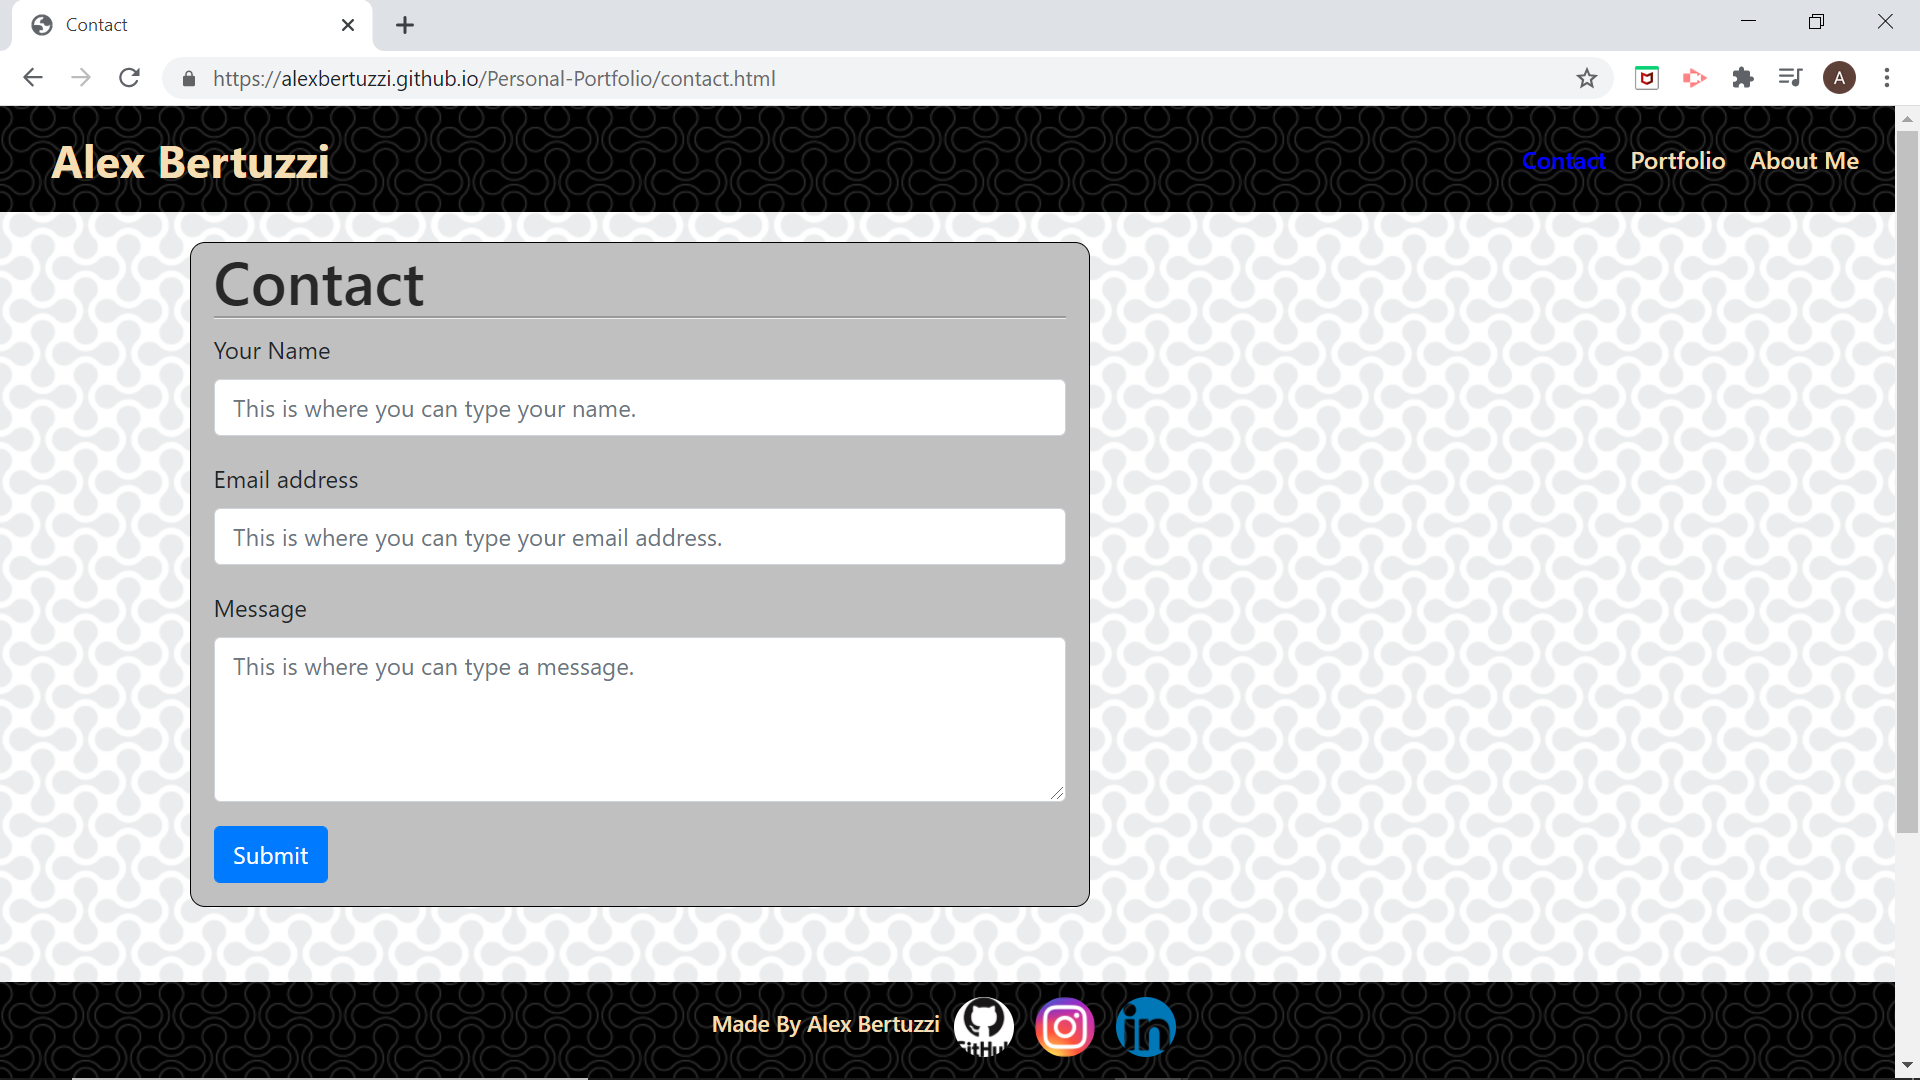 Contact
https://alexbertuzzi.github.io/Personal-Portfolio/contact.html
A
Alex Bertuzzi
Contact Portfolio About Me
Contact
Your Name
This is where you can type your name.
Email address
This is where you can type your email address.
Message
This is where you can type a message.
Submit
Made By Alex Bertuzzi GitHub in